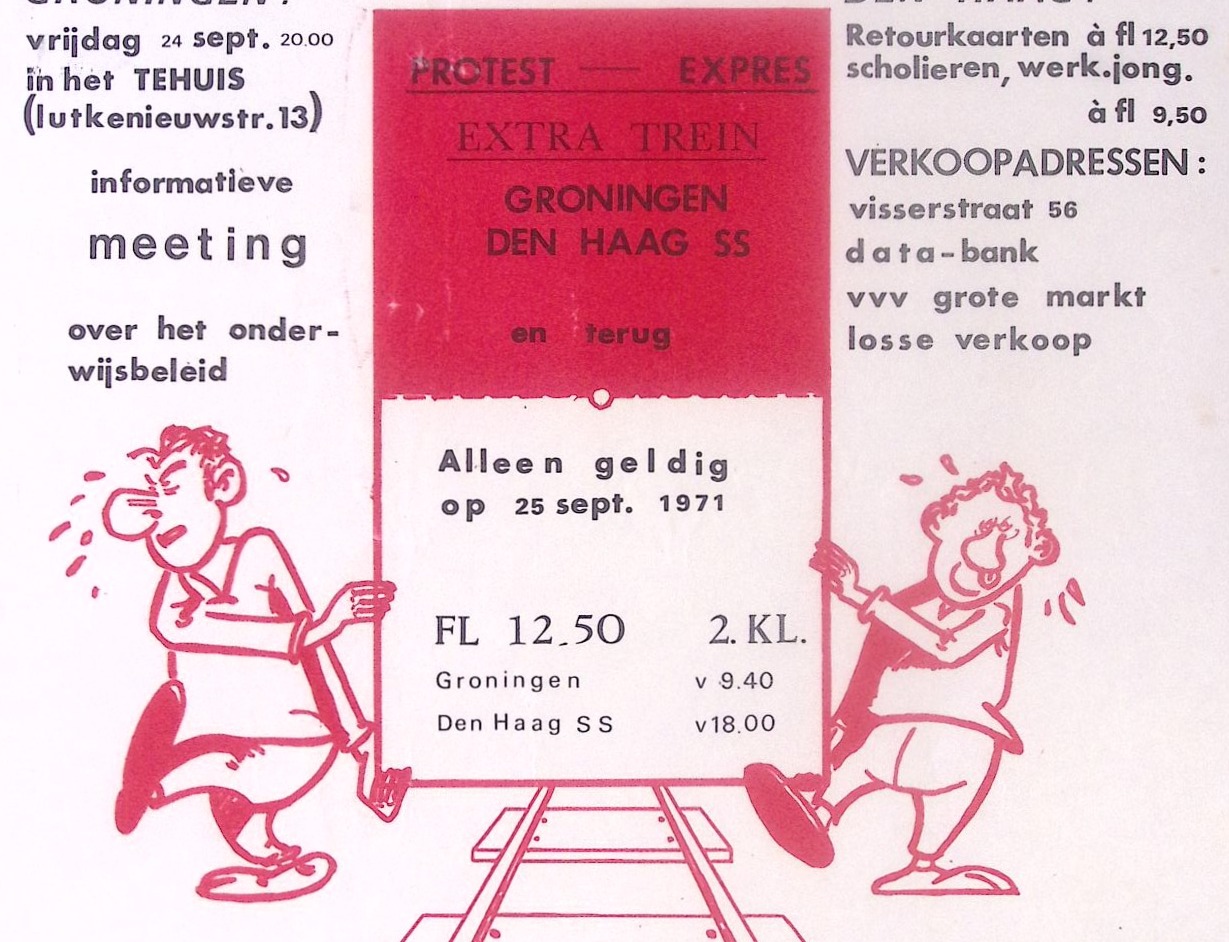 GRONINGEN:
vrijdag 24 sept. 20.00
in het TEHUIS
(lutkenieuwstr.13)
informatieve
meeting
over het onder-
wijsbeleid
PROTEST — EXPRES
EXTRA TREIN
GRONINGEN
DEN HAAG SS
en terug
Alleen geldig
op 25 sept. 1971
FL 12.50 2. KL.
Groningen v 9.40
Den Haag SS v18.00
DEN HAAG:
Retourkaarten à fl 12,50
scholieren, werk.jong.
à fl 9,50
VERKOOPADRESSEN:
visserstraat 56
data-bank
vvv grote markt
losse verkoop